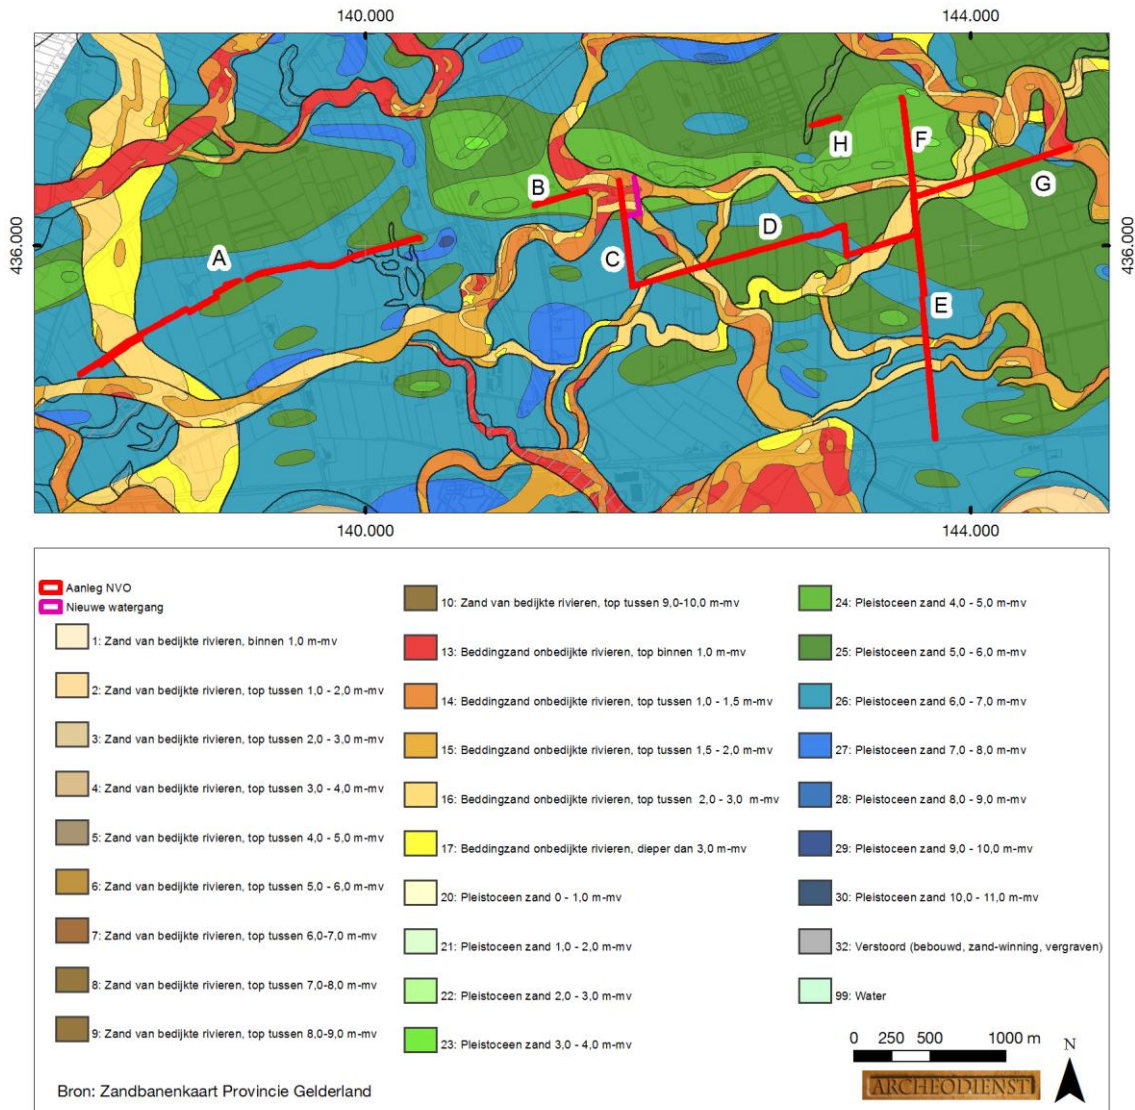 140.000
144.000
436.000
436.000
A
B
C
D
E
F
G
H
140.000
144.000
Aanleg NVO
Nieuwe watergang
1: Zand van bedijkte rivieren, binnen 1,0 m-mv
2: Zand van bedijkte rivieren, top tussen 1,0 - 2,0 m-mv
3: Zand van bedijkte rivieren, top tussen 2,0 - 3,0 m-mv
4: Zand van bedijkte rivieren, top tussen 3,0 - 4,0 m-mv
5: Zand van bedijkte rivieren, top tussen 4,0 - 5,0 m-mv
6: Zand van bedijkte rivieren, top tussen 5,0 - 6,0 m-mv
7: Zand van bedijkte rivieren, top tussen 6,0-7,0 m-mv
8: Zand van bedijkte rivieren, top tussen 7,0-8,0 m-mv
9: Zand van bedijkte rivieren, top tussen 8,0-9,0 m-mv
10: Zand van bedijkte rivieren, top tussen 9,0-10,0 m-mv
13: Beddingzand onbedijkte rivieren, top binnen 1,0 m-mv
14: Beddingzand onbedijkte rivieren, top tussen 1,0 - 1,5 m-mv
15: Beddingzand onbedijkte rivieren, top tussen 1,5 - 2,0 m-mv
16: Beddingzand onbedijkte rivieren, top tussen 2,0 - 3,0 m-mv
17: Beddingzand onbedijkte rivieren, dieper dan 3,0 m-mv
20: Pleistoceen zand 0 - 1,0 m-mv
21: Pleistoceen zand 1,0 - 2,0 m-mv
22: Pleistoceen zand 2,0 - 3,0 m-mv
23: Pleistoceen zand 3,0 - 4,0 m-mv
24: Pleistoceen zand 4,0 - 5,0 m-mv
25: Pleistoceen zand 5,0 - 6,0 m-mv
26: Pleistoceen zand 6,0 - 7,0 m-mv
27: Pleistoceen zand 7,0 - 8,0 m-mv
28: Pleistoceen zand 8,0 - 9,0 m-mv
29: Pleistoceen zand 9,0 - 10,0 m-mv
30: Pleistoceen zand 10,0 - 11,0 m-mv
32: Verstoord (bebouwd, zand-winning, vergraven)
99: Water
0 250 500 1000 m
N
ARCHEODIENST
Bron: Zandbanenkaart Provincie Gelderland